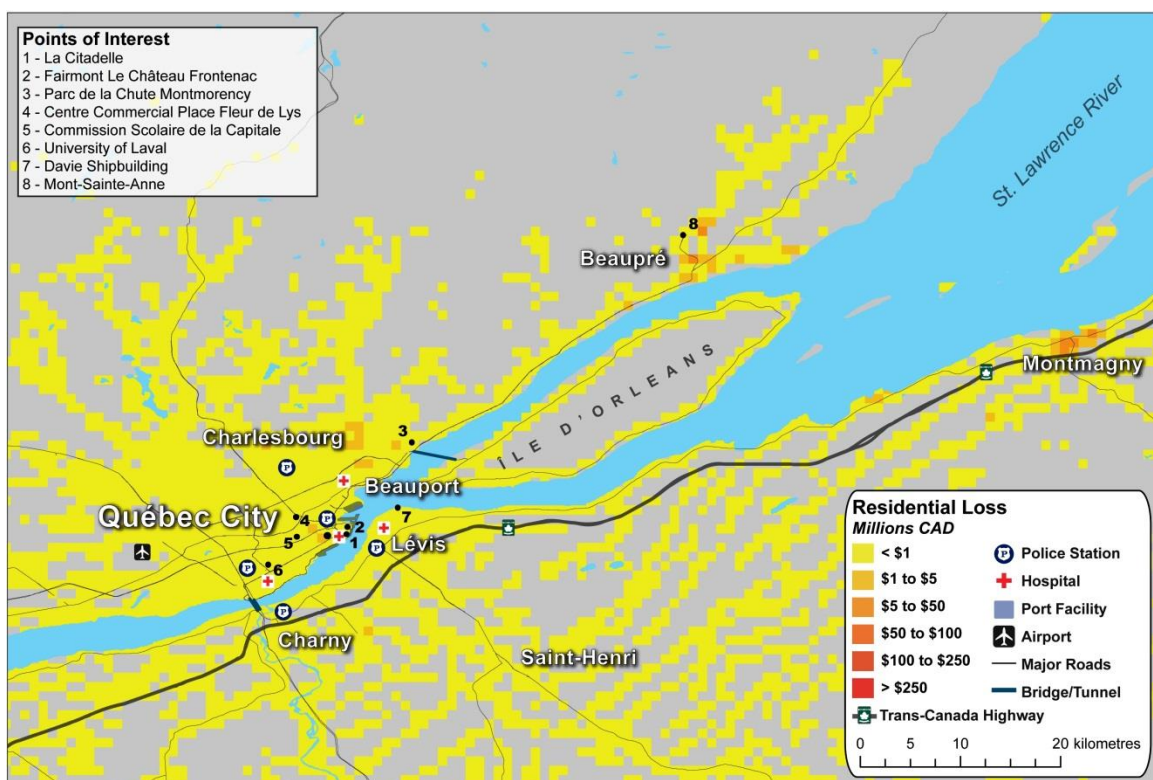 Points of Interest
1 - La Citadelle
2 - Fairmont Le Château Frontenac
3 - Parc de la Chute Montmorency
4 - Centre Commercial Place Fleur de Lys
5 - Commission Scolaire de la Capitale
6 - University of Laval
7 - Davie Shipbuilding
8 - Mont-Sainte-Anne
St. Lawrence River
8
Beaupré
ÎLE D'ORLEANS
Montmagny
Charlesbourg
3
P
Beauport
Québec City
4
P
2
7
5
1
Lévis
P
6
P
P
Charny
Saint-Henri
Residential Loss
Millions CAD
< $1
$1 to $5
$5 to $50
$50 to $100
$100 to $250
> $250
Trans-Canada Highway
P Police Station
Hospital
Port Facility
Airport
Major Roads
Bridge/Tunnel
0 5 10 20 kilometres